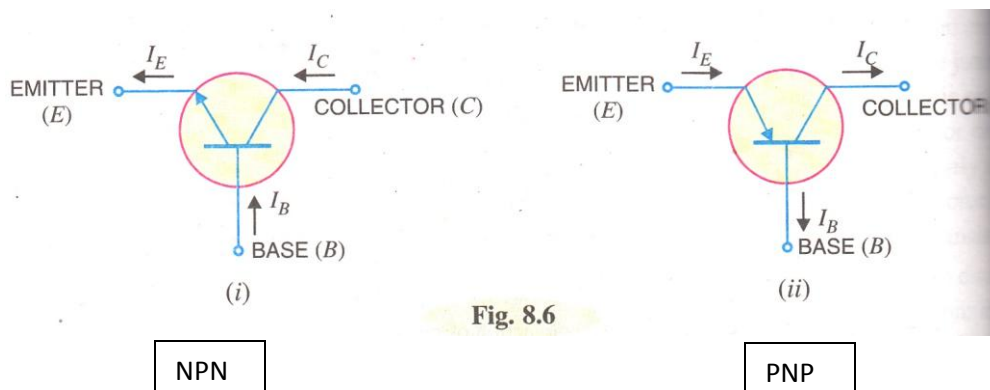 I_E
I_C
EMITTER
(E)
COLLECTOR (C)
I_B
BASE (B)
(i)
I_E
I_C
EMITTER
(E)
COLLECTOR
I_B
BASE (B)
(ii)
Fig. 8.6
NPN
PNP